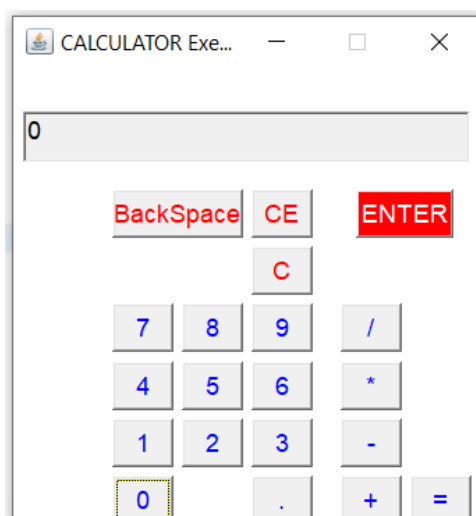 CALCULATOR Exe...
0
BackSpace CE ENTER
C
7 8 9 /
4 5 6 *
1 2 3 -
0 . + =